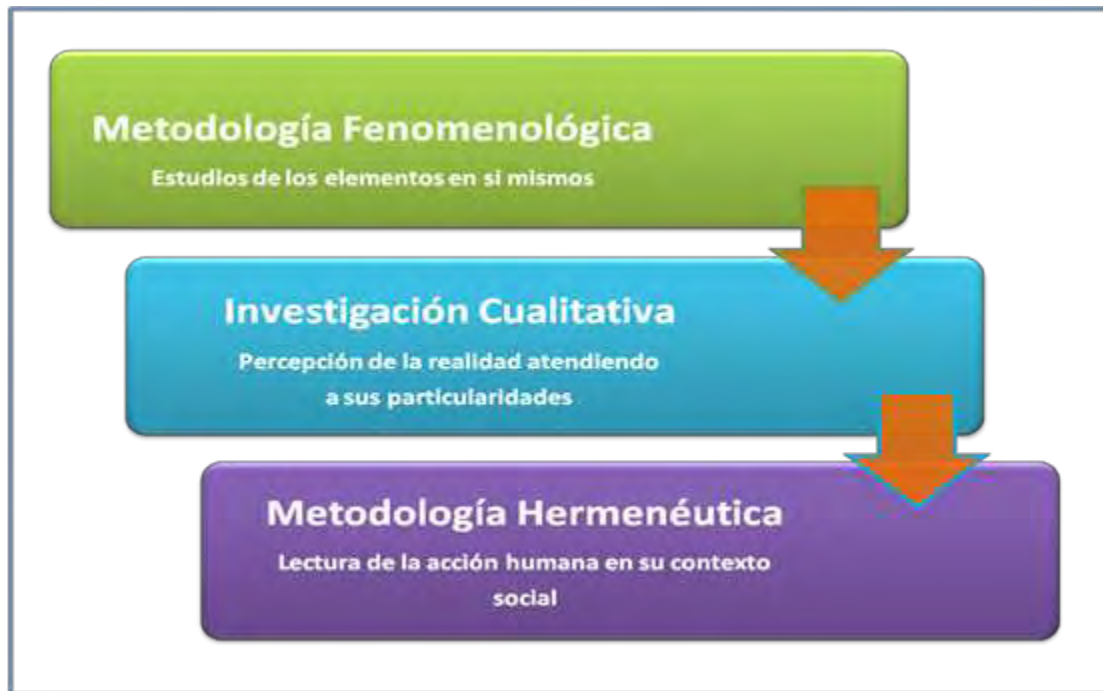 Metodología Fenomenológica
Estudios de los elementos en si mismos
Investigación Cualitativa
Percepción de la realidad atendiendo
a sus particularidades
Metodología Hermenéutica
Lectura de la acción humana en su contexto
social